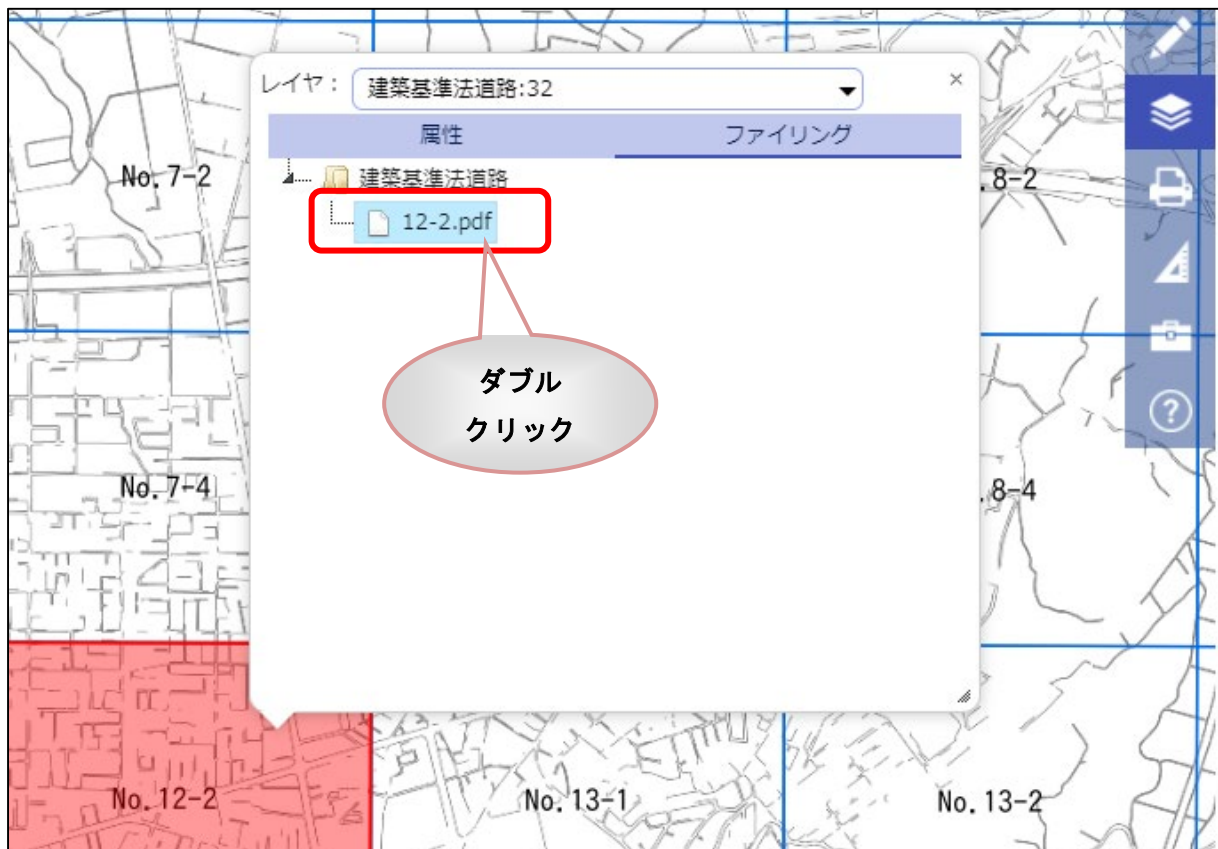 レイヤ： 建築基準法道路:32
×
属性 ファイリング
建築基準法道路
12-2.pdf
ダブル
クリック
No. 7-2
.8-2
No. 7-4
.8-4
No. 12-2
No. 13-1
No. 13-2
?